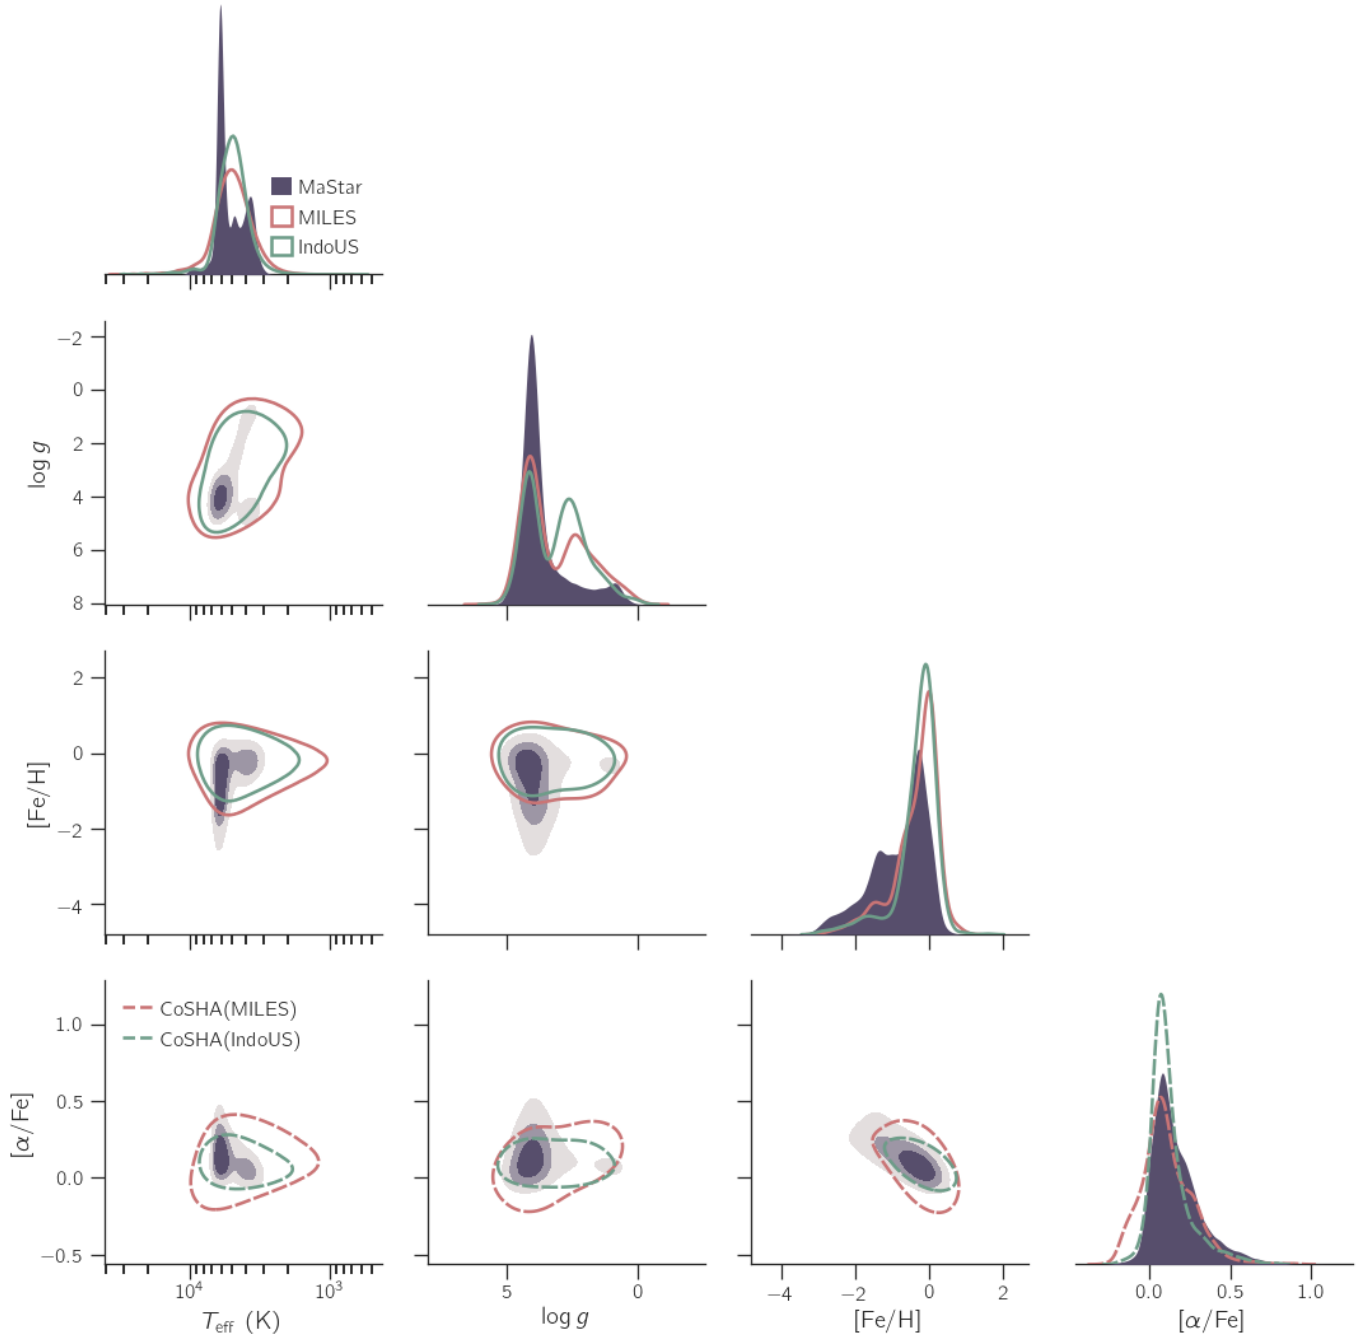 MaStar
MILES
IndoUS
−2
0
2
4
6
8
log g
2
0
−2
−4
[Fe/H]
CoSHA(MILES)
CoSHA(IndoUS)
1.0
0.5
0.0
−0.5
[α/Fe]
10⁴ 10³
5 0
−4 −2 0 2
0.0 0.5 1.0
T_eff (K)
log g
[Fe/H]
[α/Fe]